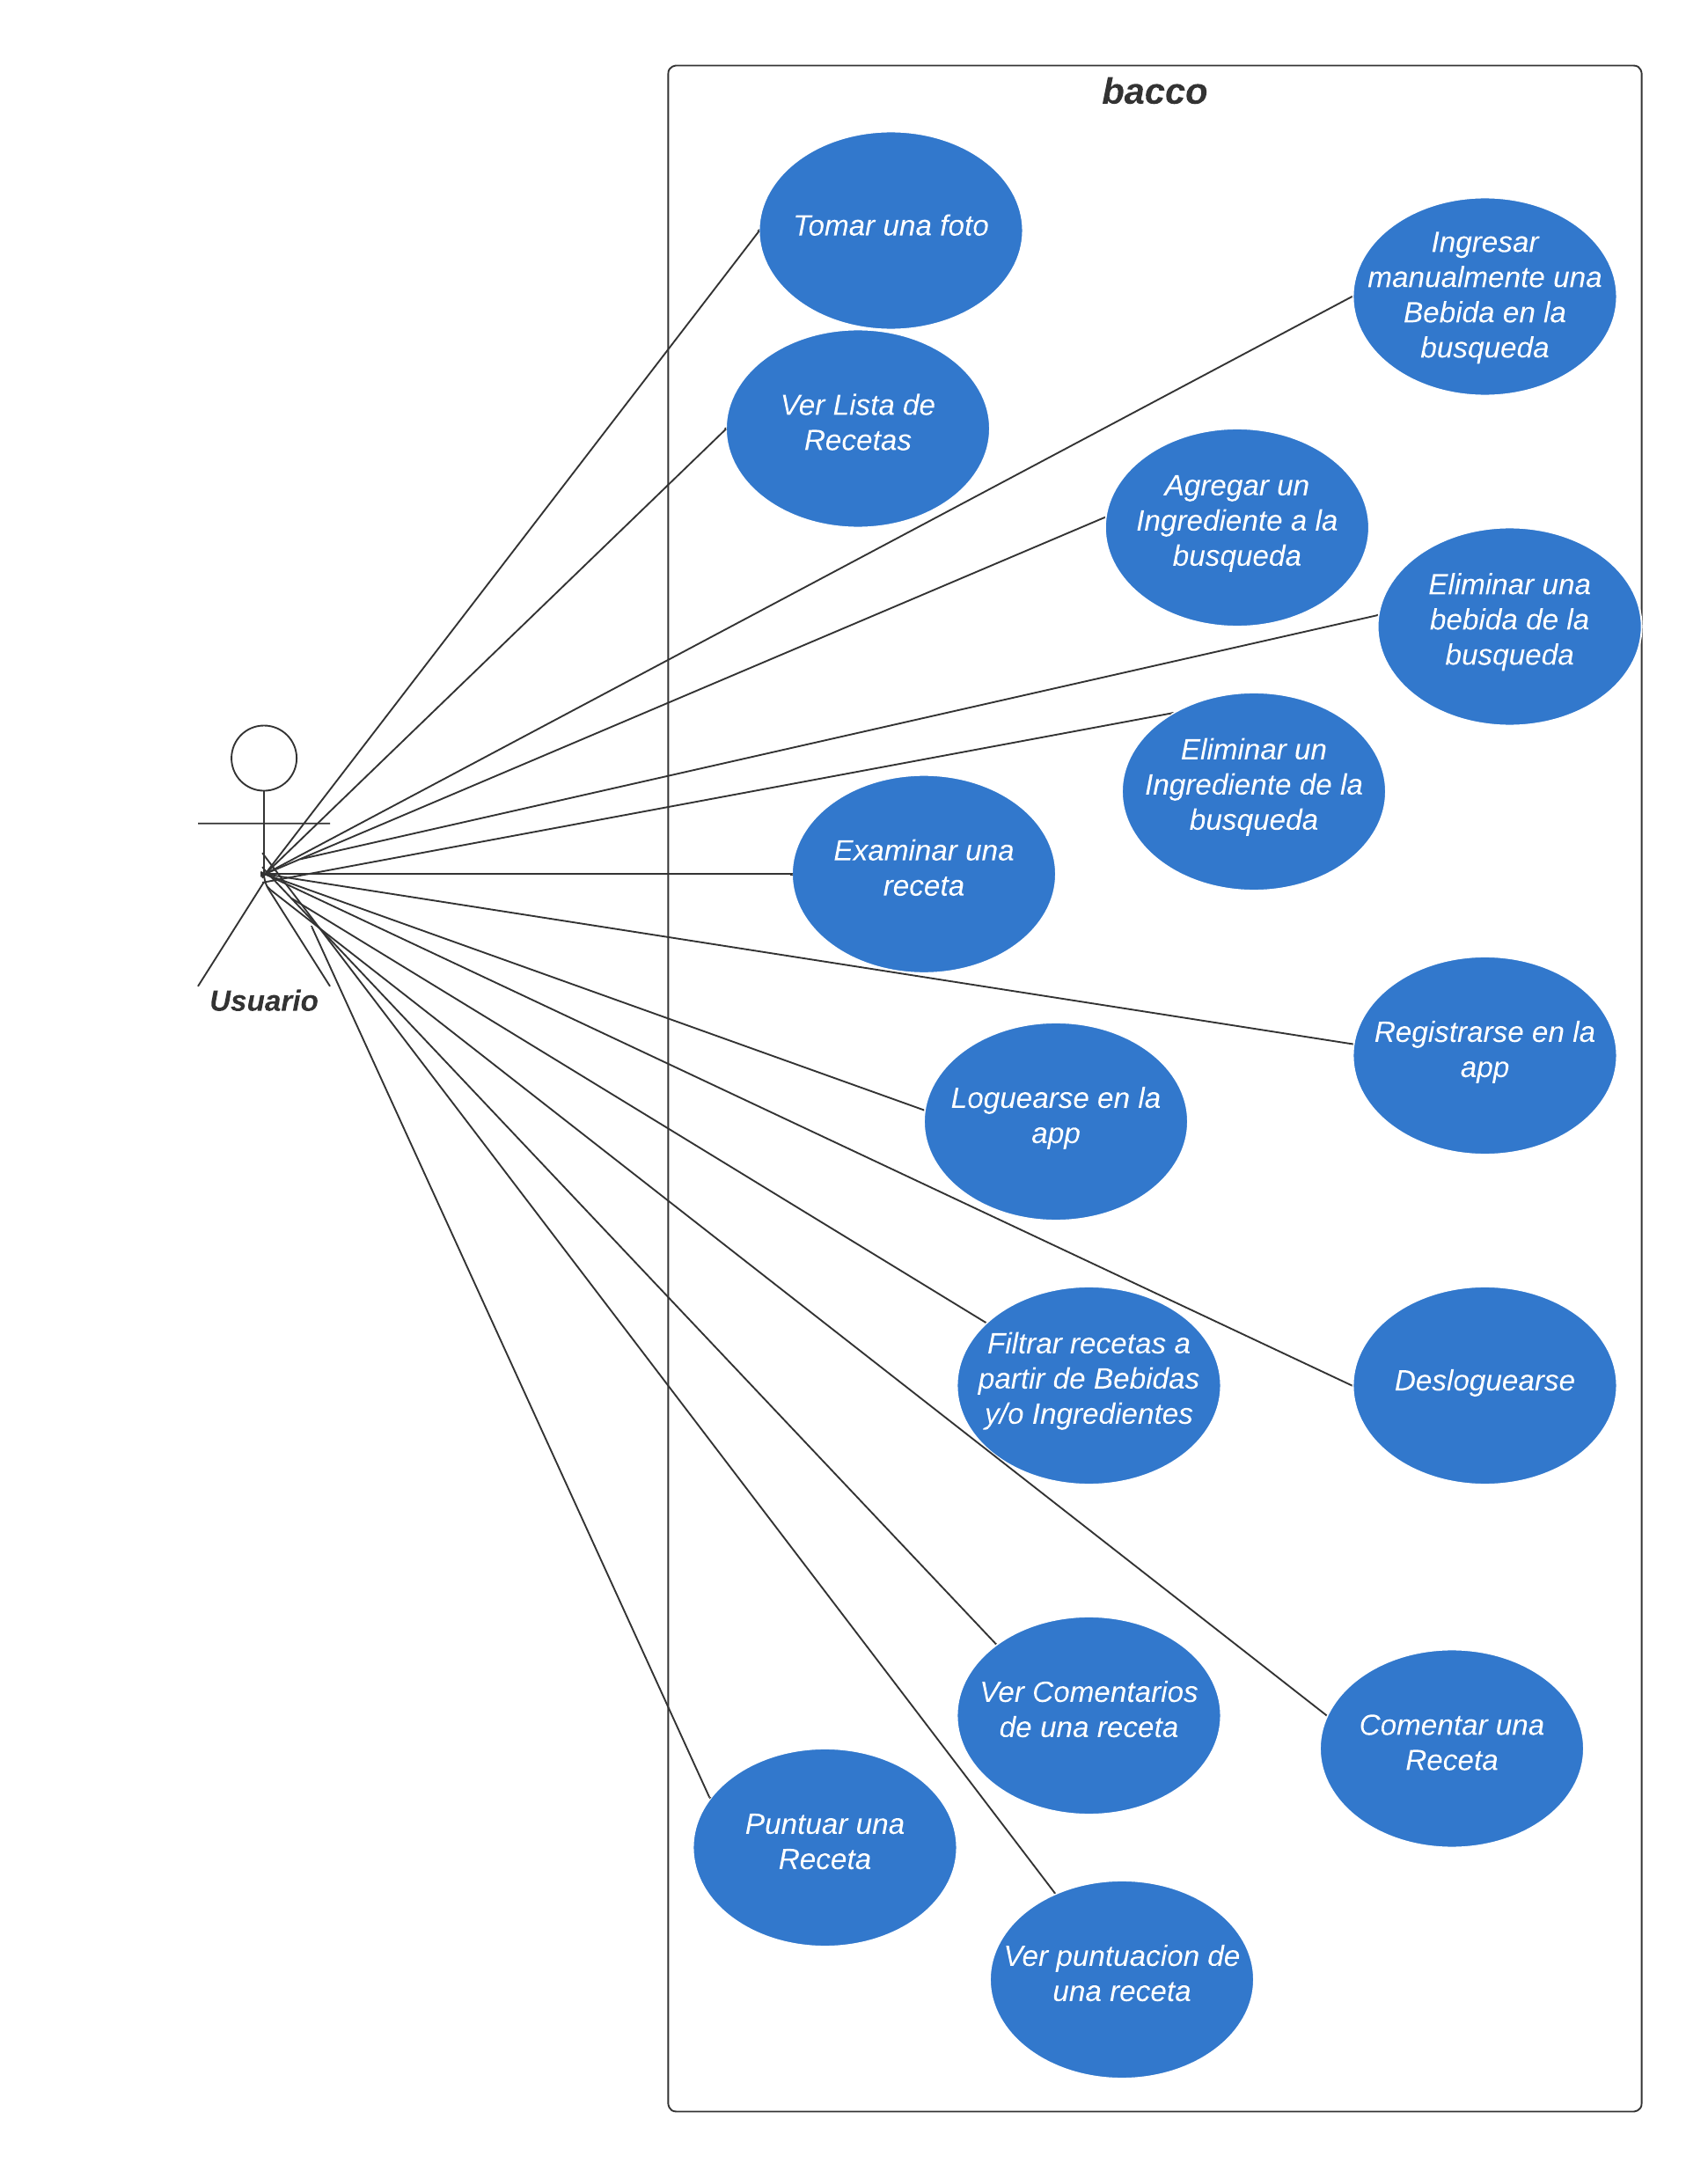 bacco
Tomar una foto
Ingresar
manualmente una
Bebida en la
busqueda
Ver Lista de
Recetas
Agregar un
Ingrediente a la
busqueda
Eliminar una
bebida de la
busqueda
Eliminar un
Ingrediente de la
busqueda
Examinar una
receta
Usuario
Registrarse en la
app
Loguearse en la
app
Filtrar recetas a
partir de Bebidas
y/o Ingredientes
Desloguearse
Ver Comentarios
de una receta
Comentar una
Receta
Puntuar una
Receta
Ver puntuacion de
una receta